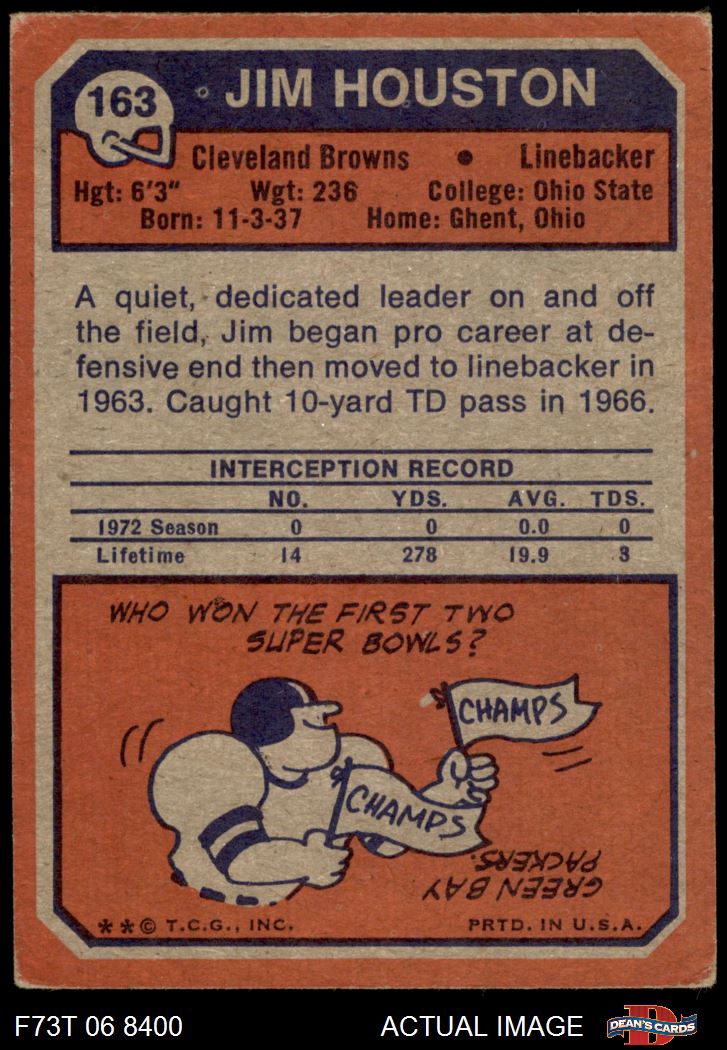 163
JIM HOUSTON
Cleveland Browns • Linebacker
Hgt: 6'3" Wgt: 236 College: Ohio State
Born: 11-3-37 Home: Ghent, Ohio
A quiet, dedicated leader on and off
the field, Jim began pro career at de-
fensive end then moved to linebacker in
1963. Caught 10-yard TD pass in 1966.
INTERCEPTION RECORD
NO. YDS. AVG. TDS.
1972 Season 0 0 0.0 0
Lifetime 14 278 19.9 3
WHO WON THE FIRST TWO
SUPER BOWLS?
CHAMPS
CHAMPS
GREEN BAY
PACKERS.
**© T.C.G., INC. PRTD. IN U.S.A.
F73T 06 8400 ACTUAL IMAGE
D
DEAN'S CARDS